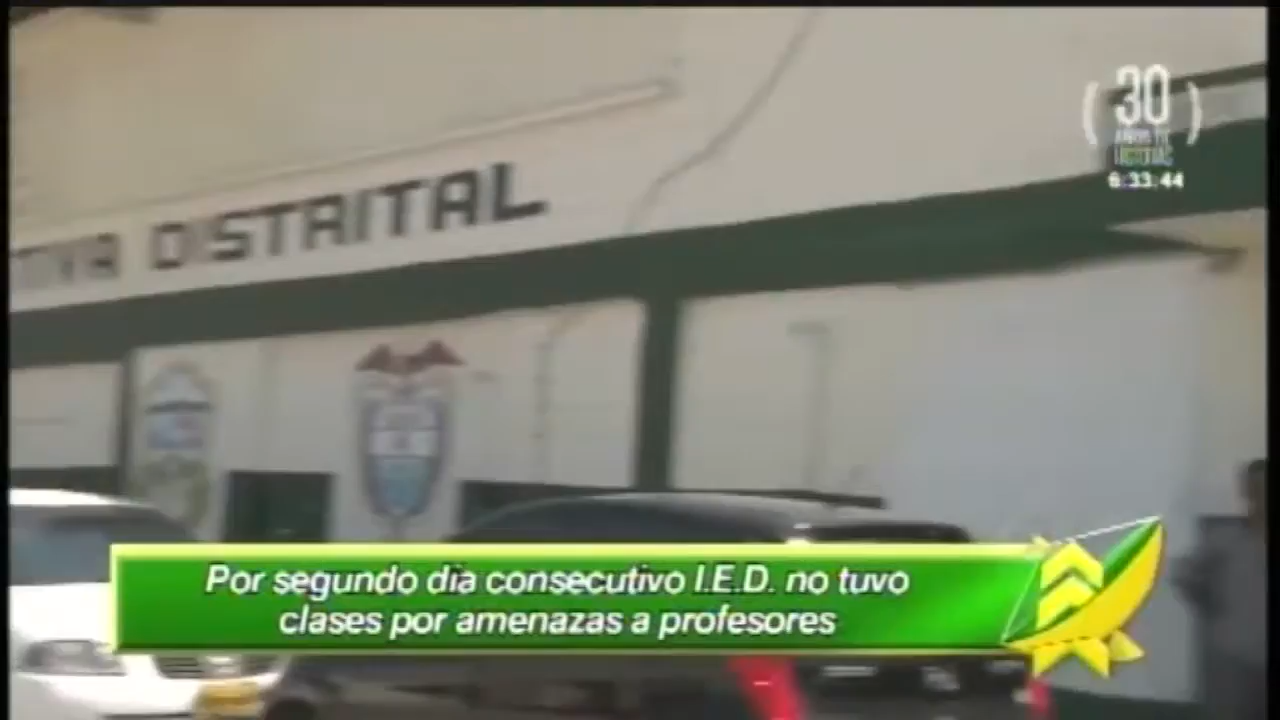 30
6:33:44
DISTRITAL
Por segundo día consecutivo I.E.D. no tuvo
clases por amenazas a profesores